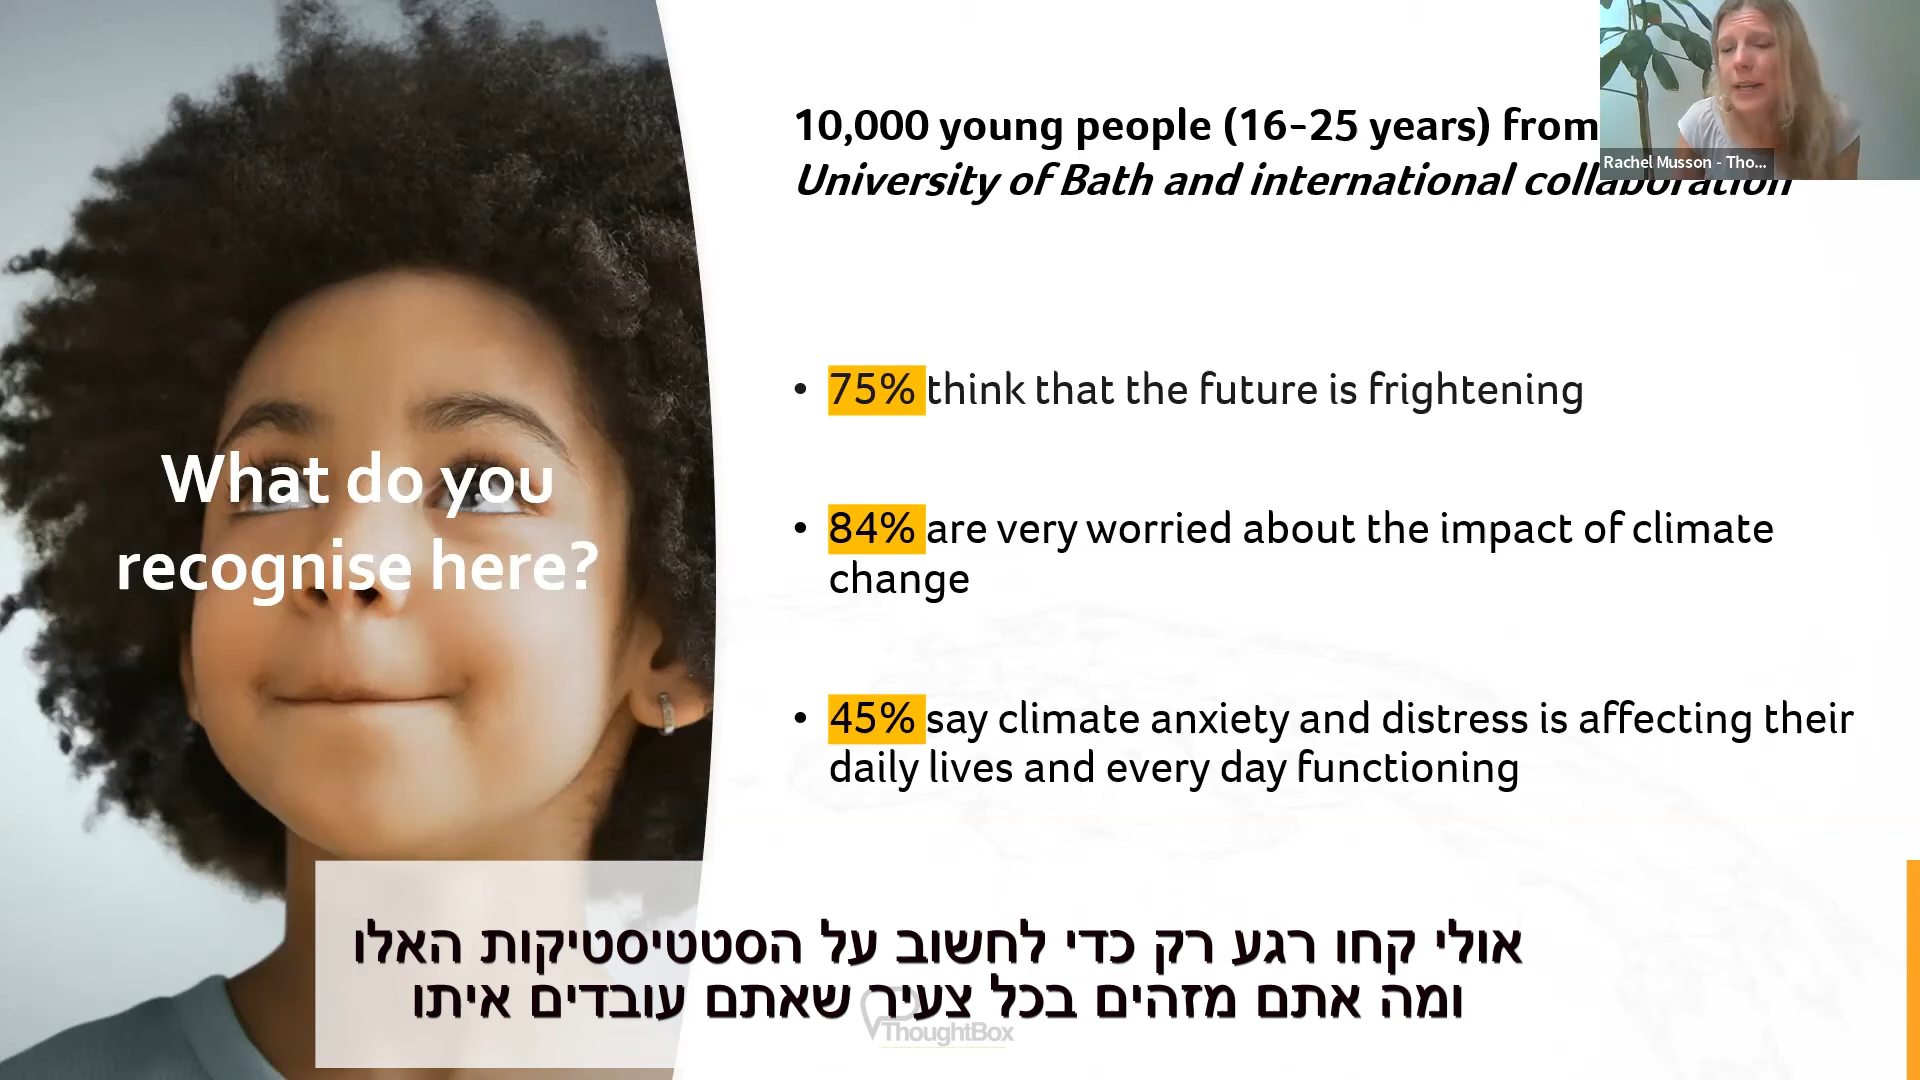 What do you
recognise here?
10,000 young people (16-25 years) from
University of Bath and international collaboration
Rachel Musson - Tho...
• 75% think that the future is frightening
• 84% are very worried about the impact of climate
change
• 45% say climate anxiety and distress is affecting their
daily lives and every day functioning
אולי קחו רגע רק כדי לחשוב על הסטטיסטיקות האלו
ומה אתם מזהים בכל צעיר שאתם עובדים איתו
ThoughtBox